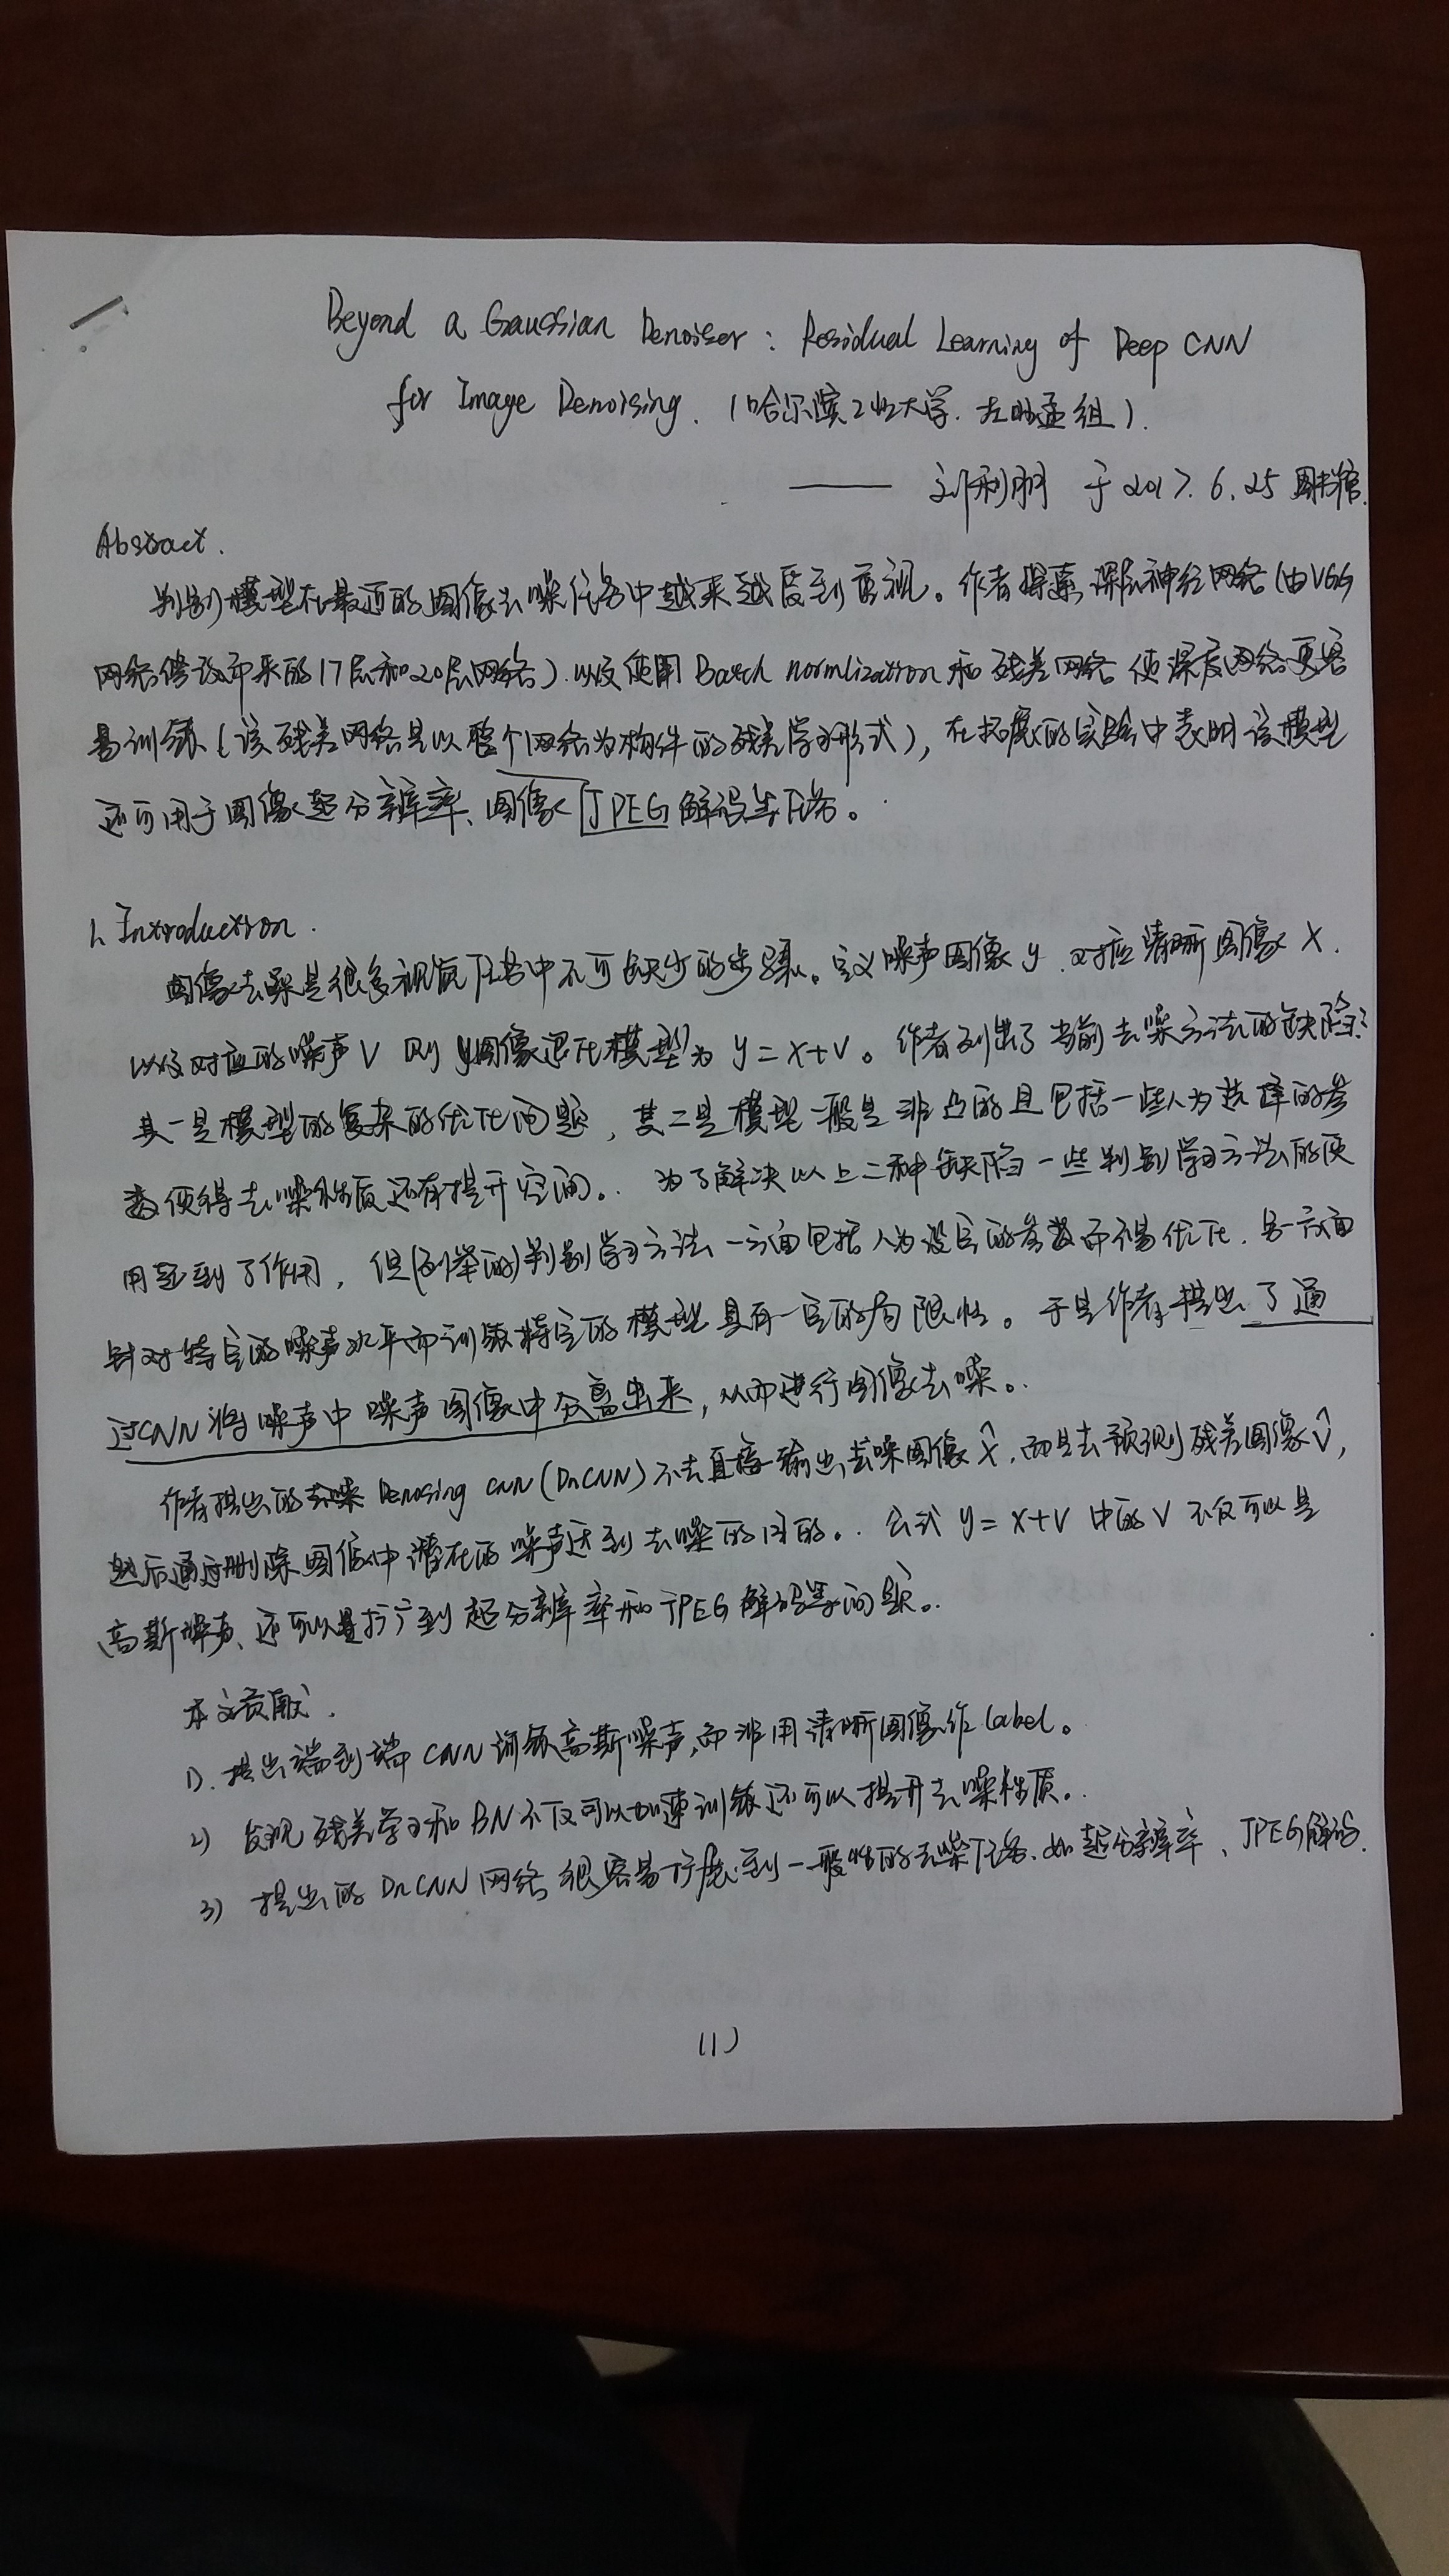 Beyond a Gaussian Denoiser: Residual Learning of Deep CNN
for Image Denoising. (哈尔滨工业大学. 左旺孟组).
—— 刘利朋 于2017.6.25 图书馆.
Abstract.
判别模型在最近的图像去噪任务中越来越受到重视。作者探索深层神经网络(由VGG
网络修改而来的17层和20层网络).以及使用Batch normlization和残差网络使深度网络更容
易训练(该残差网络是以整个网络为构件的残差学习形式),在拓展的实验中表明该模型
还可用于图像超分辨率、图像JPEG解码等任务。
1. Introduction.
图像去噪是很多视觉任务中不可缺少的步骤。定义噪声图像y.对应清晰图像x.
以及对应的噪声v 则y图像退化模型为 y=x+v。作者列出了当前去噪方法的缺陷:
其一是模型的复杂的优化问题,其二是模型一般是非凸的且包括一些人为选择的参
数使得去噪性质还有提升空间。为了解决以上二种缺陷一些判别学习方法的使
用起到了作用,但(列举的)判别学习方法一方面包括人为设定的参数而不易优化.另一方面
针对特定的噪声水平而训练特定的模型具有一定的局限性。于是作者提出了通
过CNN将噪声中噪声图像中分离出来,从而进行图像去噪。
作者提出的去噪Denosing CNN(DnCNN)不去直接输出去噪图像x̂,而是去预测残差图像v̂,
然后通过删除图像中潜在的噪声达到去噪的目的。公式 y=x+v 中的v不仅可以是
高斯噪声、还可以是扩广到超分辨率和JPEG解码等问题。
本文贡献.
1). 提出端到端CNN训练高斯噪声,而非用清晰图像作label。
2) 发现残差学习和BN不仅可以加速训练还可以提升去噪性质。
3) 提出的DnCNN网络很容易扩展到一般性的去噪任务.如超分辨率、JPEG解码.
(1)